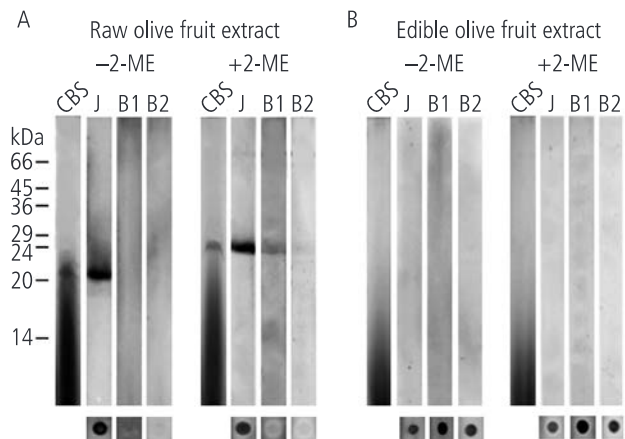 A Raw olive fruit extract
B Edible olive fruit extract
−2-ME +2-ME −2-ME +2-ME
CBS J B1 B2 CBS J B1 B2 CBS J B1 B2 CBS J B1 B2
kDa
66
45
36
29
24
20
14